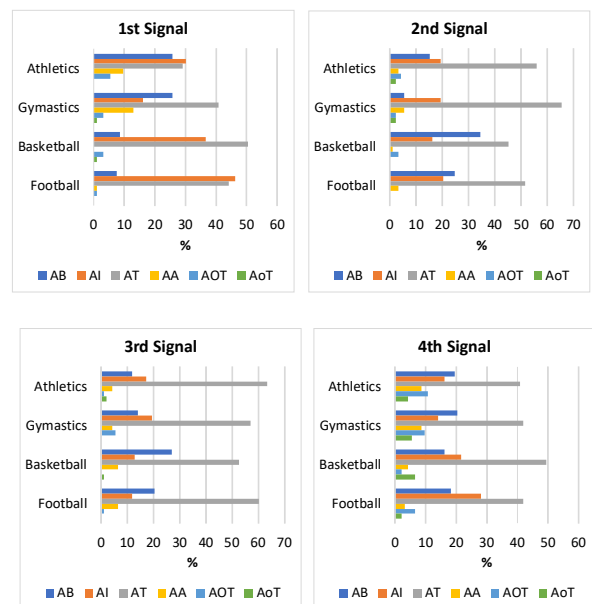 1st Signal
Athletics
Gymastics
Basketball
Football
0 10 20 30 40 50 60
%
AB AI AT AA AOT AoT
2nd Signal
Athletics
Gymastics
Basketball
Football
0 10 20 30 40 50 60 70
%
AB AI AT AA AOT AoT
3rd Signal
Athletics
Gymastics
Basketball
Football
0 10 20 30 40 50 60 70
%
AB AI AT AA AOT AoT
4th Signal
Athletics
Gymastics
Basketball
Football
0 10 20 30 40 50 60
%
AB AI AT AA AOT AoT